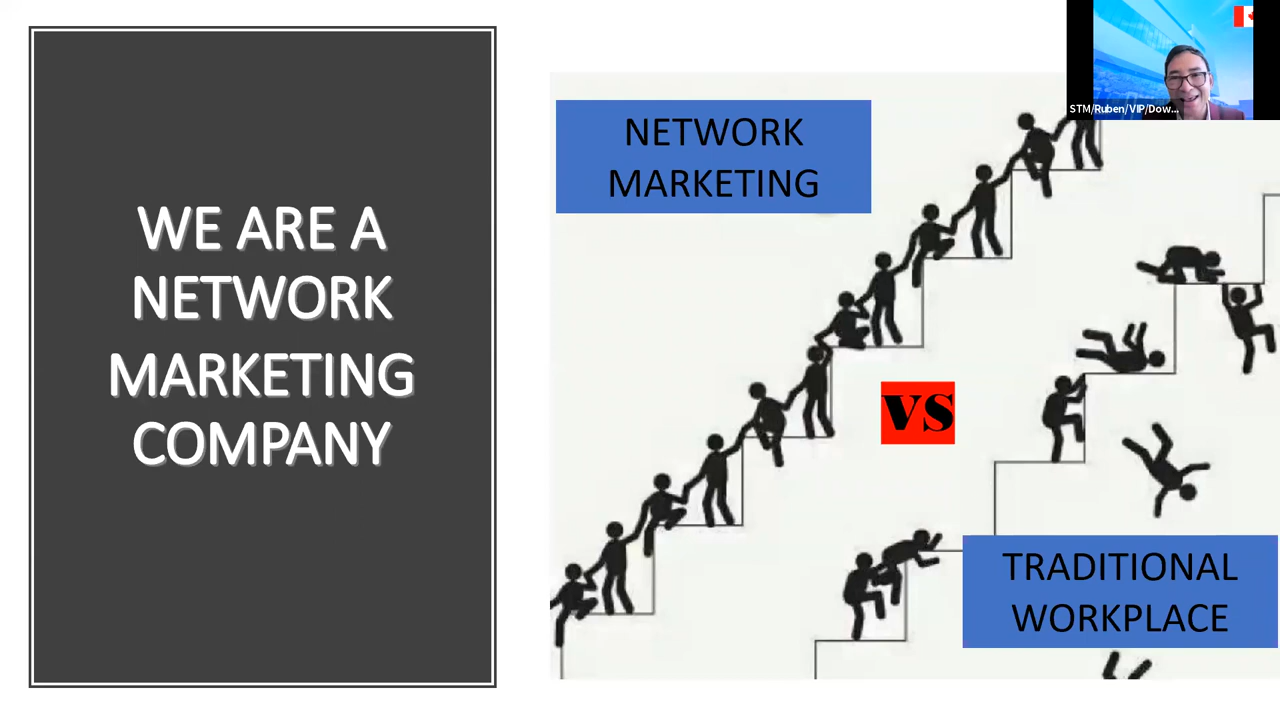 WE ARE A
NETWORK
MARKETING
COMPANY
NETWORK
MARKETING
VS
TRADITIONAL
WORKPLACE
STM/Ruben/VIP/Dow...